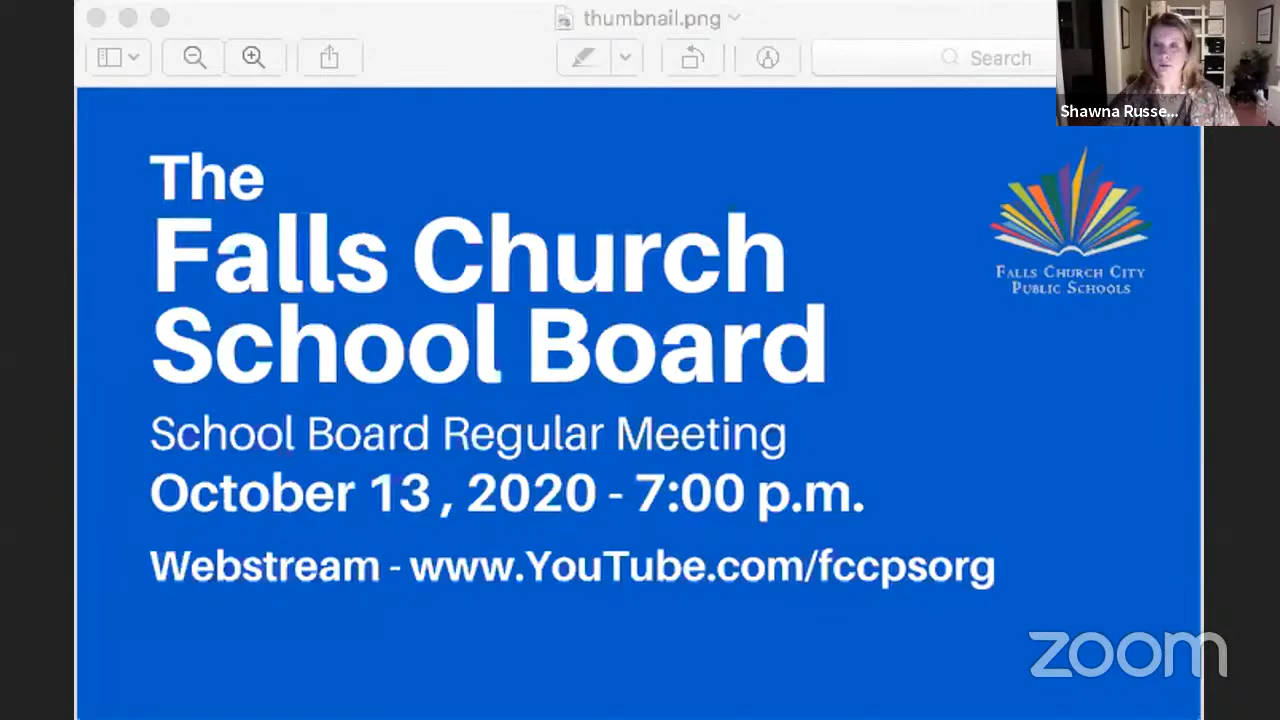 thumbnail.png
Search
Shawna Russe...
The
Falls Church
School Board
FALLS CHURCH CITY
PUBLIC SCHOOLS
School Board Regular Meeting
October 13 , 2020 - 7:00 p.m.
Webstream - www.YouTube.com/fccpsorg
zoom